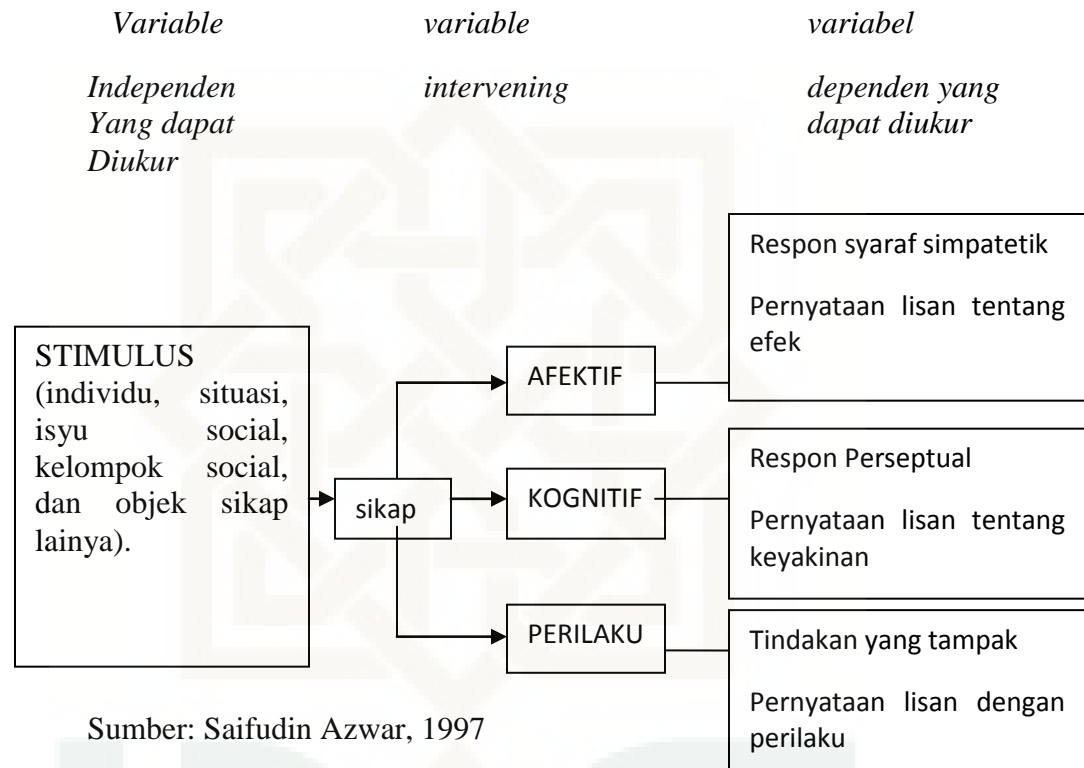 Variable
variable
variabel
Independen
Yang dapat
Diukur
intervening
dependen yang
dapat diukur
STIMULUS
(individu, situasi,
isyu social,
kelompok social,
dan objek sikap
lainya).
sikap
AFEKTIF
KOGNITIF
PERILAKU
Respon syaraf simpatetik
Pernyataan lisan tentang
efek
Respon Perseptual
Pernyataan lisan tentang
keyakinan
Tindakan yang tampak
Pernyataan lisan dengan
perilaku
Sumber: Saifudin Azwar, 1997